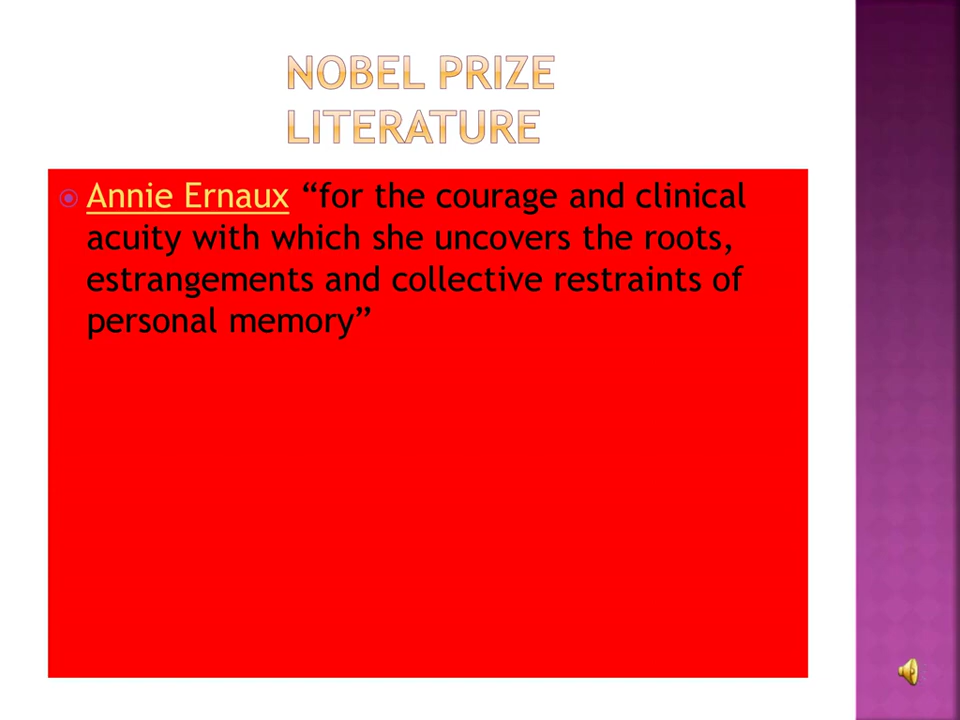 NOBEL PRIZE
LITERATURE
Annie Ernaux “for the courage and clinical
acuity with which she uncovers the roots,
estrangements and collective restraints of
personal memory”